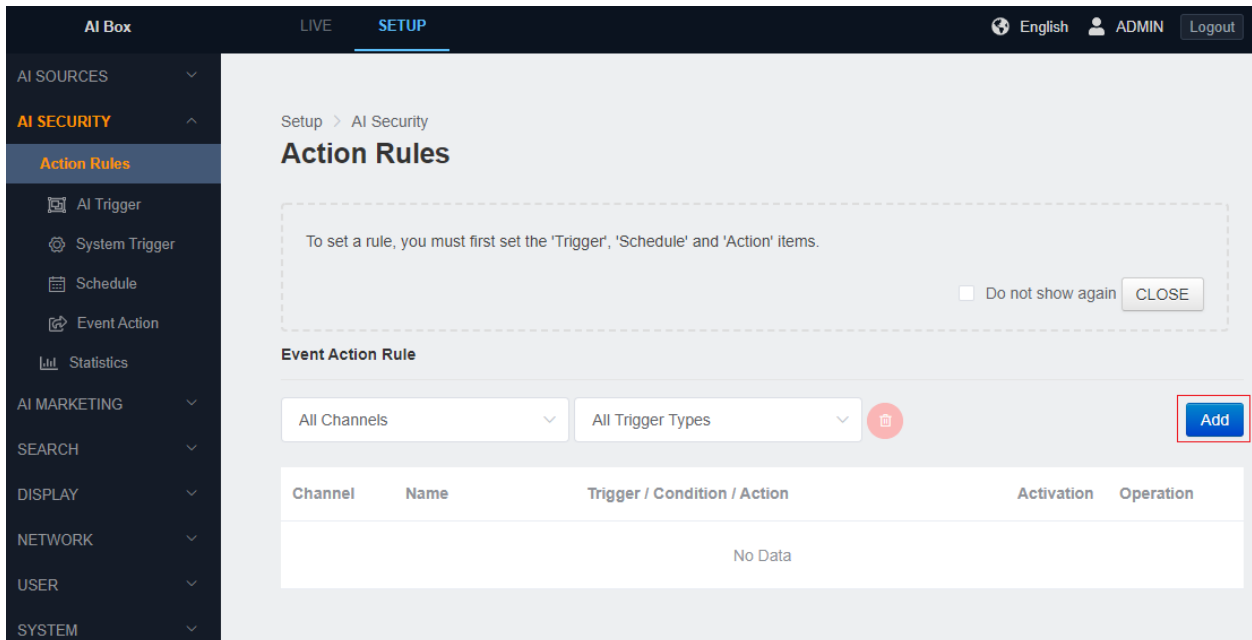 AI Box
LIVE
SETUP
English
ADMIN
Logout
AI SOURCES
AI SECURITY
Action Rules
AI Trigger
System Trigger
Schedule
Event Action
Statistics
AI MARKETING
SEARCH
DISPLAY
NETWORK
USER
SYSTEM
Setup > AI Security
Action Rules
To set a rule, you must first set the 'Trigger', 'Schedule' and 'Action' items.
Do not show again
CLOSE
Event Action Rule
All Channels
All Trigger Types
Add
Channel Name Trigger / Condition / Action Activation Operation
No Data